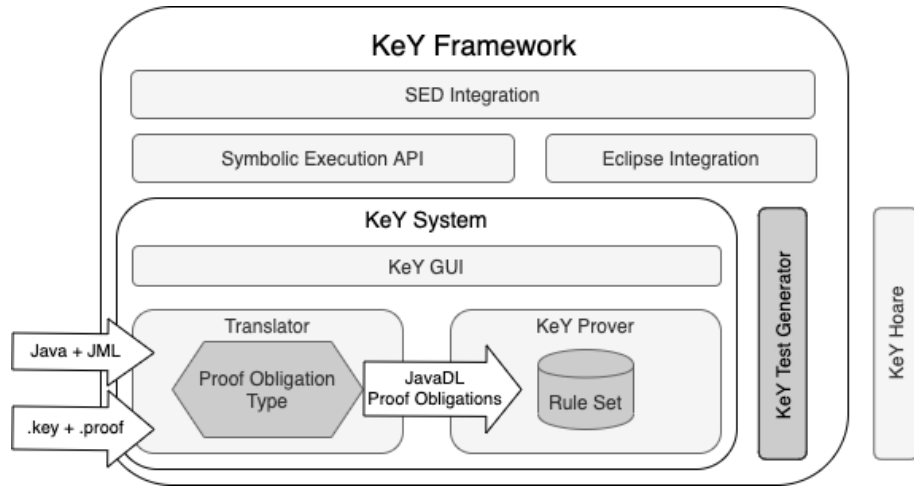 KeY Framework
SED Integration
Symbolic Execution API
Eclipse Integration
KeY System
KeY GUI
Translator
KeY Prover
Java + JML
.key + .proof
Proof Obligation
Type
JavaDL
Proof Obligations
Rule Set
KeY Test Generator
KeY Hoare